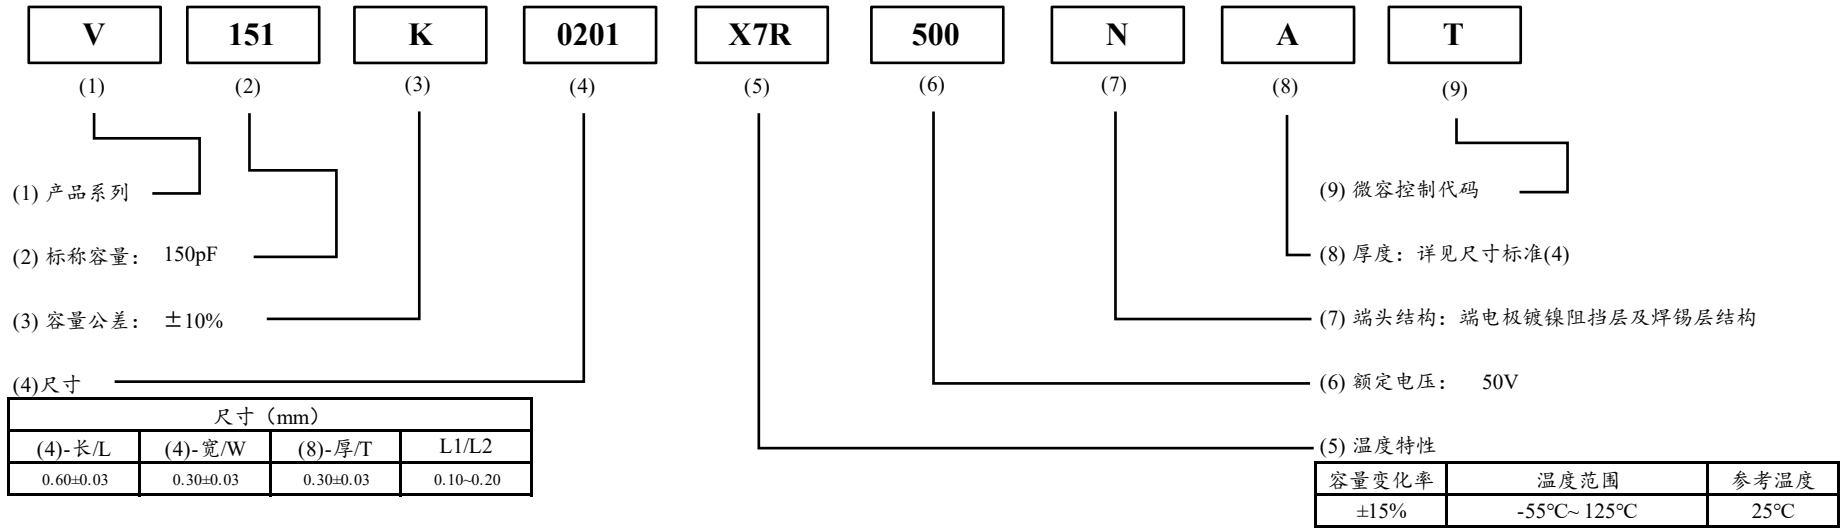 V 151 K 0201 X7R 500 N A T
(1) (2) (3) (4) (5) (6) (7) (8) (9)
(1) 产品系列
(2) 标称容量： 150pF
(3) 容量公差： ±10%
(4)尺寸
尺寸（mm）
(4)-长/L (4)-宽/W (8)-厚/T L1/L2
0.60±0.03 0.30±0.03 0.30±0.03 0.10~0.20
(9) 微容控制代码
(8) 厚度：详见尺寸标准(4)
(7) 端头结构：端电极镀镍阻挡层及焊锡层结构
(6) 额定电压： 50V
(5) 温度特性
容量变化率 温度范围 参考温度
±15% -55℃~ 125℃ 25℃